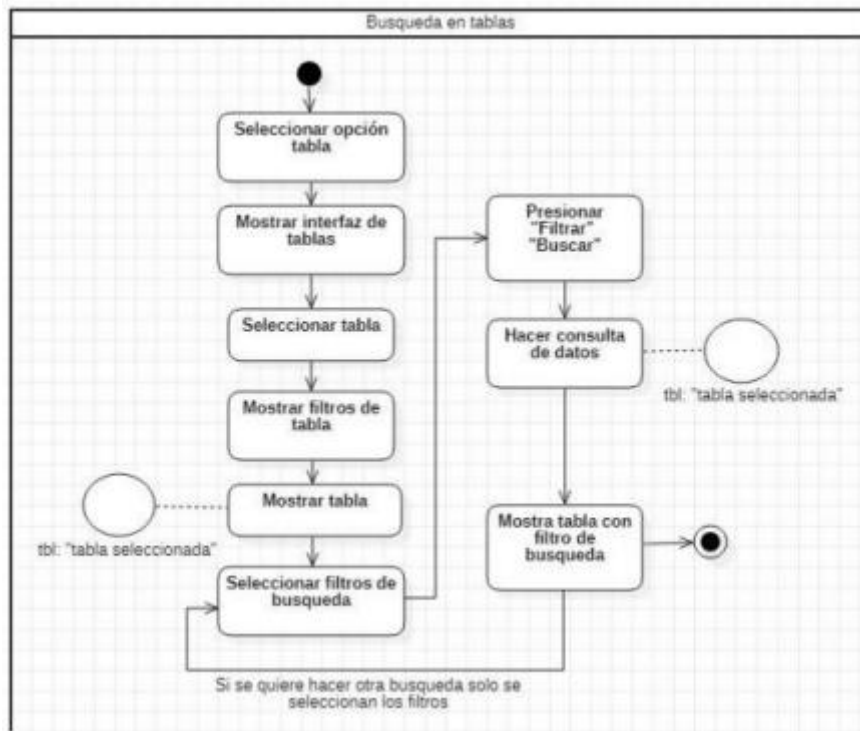 Busqueda en tablas
Seleccionar opción
tabla
Mostrar interfaz de
tablas
Seleccionar tabla
Mostrar filtros de
tabla
Mostrar tabla
tbl: "tabla seleccionada"
Seleccionar filtros de
busqueda
Presionar
"Filtrar"
"Buscar"
Hacer consulta
de datos
tbl: "tabla seleccionada"
Mostra tabla con
filtro de
busqueda
Si se quiere hacer otra busqueda solo se
seleccionan los filtros